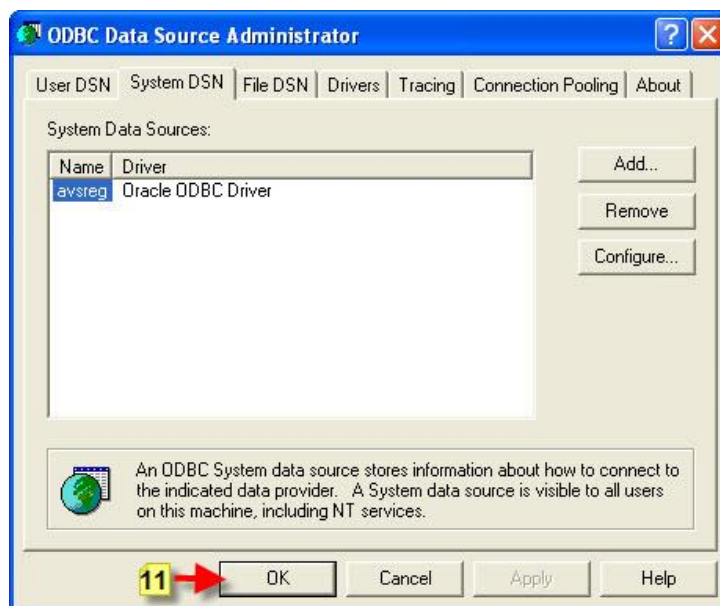 ODBC Data Source Administrator
User DSN System DSN File DSN Drivers Tracing Connection Pooling About
System Data Sources:
Name Driver
avsreg Oracle ODBC Driver
Add...
Remove
Configure...
An ODBC System data source stores information about how to connect to
the indicated data provider. A System data source is visible to all users
on this machine, including NT services.
11 OK Cancel Apply Help